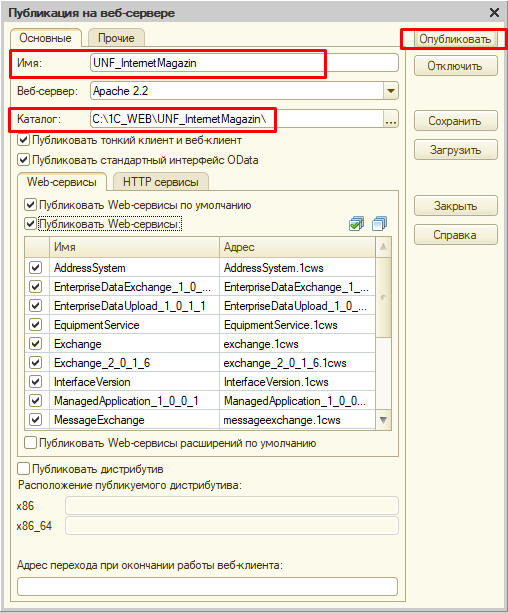 Публикация на веб-сервере
Основные Прочие
Опубликовать
Имя: UNF_InternetMagazin
Отключить
Веб-сервер: Apache 2.2
Каталог: C:\1C_WEB\UNF_InternetMagazin\ ...
Сохранить
Публиковать тонкий клиент и веб-клиент
Загрузить
Публиковать стандартный интерфейс OData
Web-сервисы HTTP сервисы
Публиковать Web-сервисы по умолчанию
Закрыть
Публиковать Web-сервисы:
Справка
Имя Адрес
AddressSystem AddressSystem.1cws
EnterpriseDataExchange_1_0_... EnterpriseDataExchange_1_...
EnterpriseDataUpload_1_0_1_1 EnterpriseDataUpload_1_0_...
EquipmentService EquipmentService.1cws
Exchange exchange.1cws
Exchange_2_0_1_6 exchange_2_0_1_6.1cws
InterfaceVersion InterfaceVersion.1cws
ManagedApplication_1_0_0_1 ManagedApplication_1_0_0...
MessageExchange messageexchange.1cws
Публиковать Web-сервисы расширений по умолчанию
Публиковать дистрибутив
Расположение публикуемого дистрибутива:
x86
x86_64
Адрес перехода при окончании работы веб-клиента: